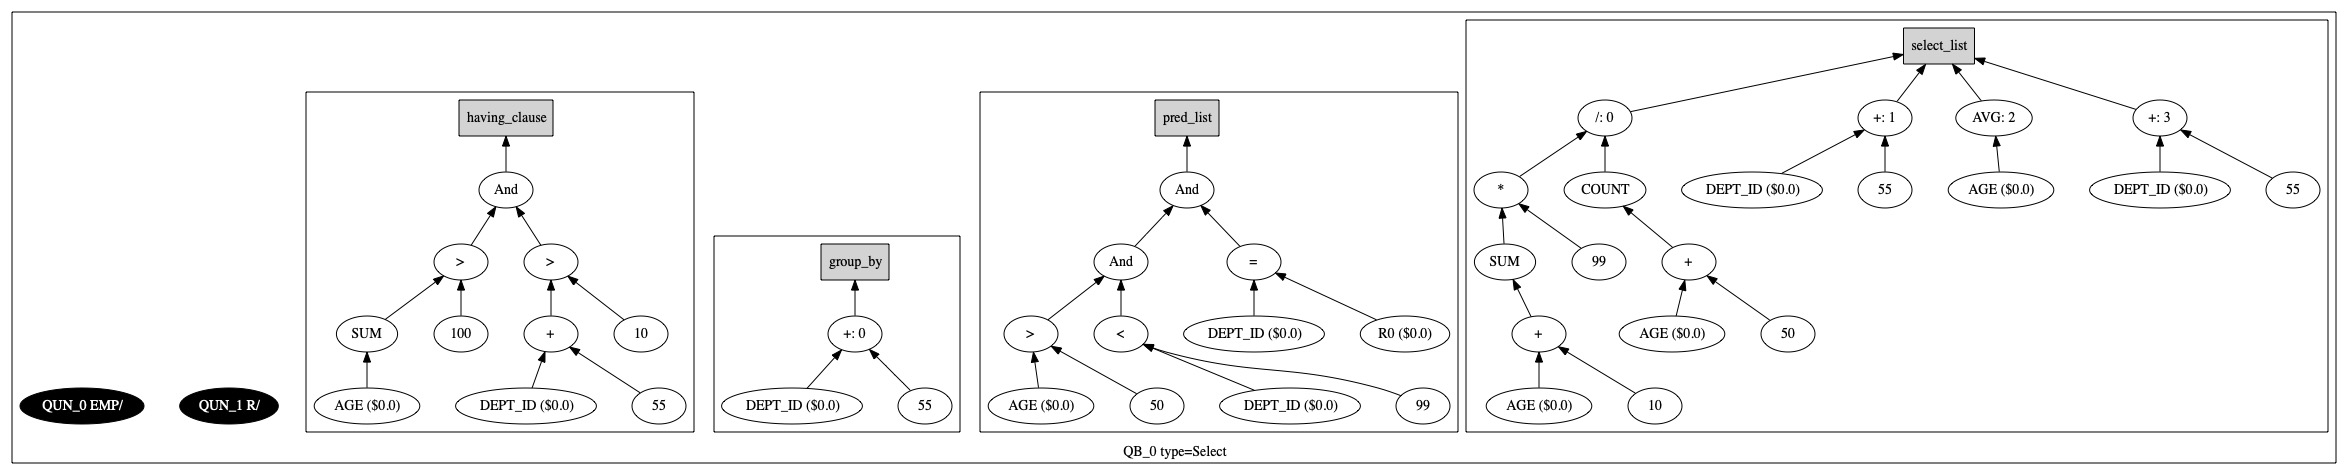 select_list
having_clause
pred_list
/: 0
+: 1
AVG: 2
+: 3
And
And
*
COUNT
DEPT_ID ($0.0)
55
AGE ($0.0)
DEPT_ID ($0.0)
55
>
>
group_by
And
=
SUM
99
+
SUM
100
+
10
+: 0
>
<
DEPT_ID ($0.0)
R0 ($0.0)
+
AGE ($0.0)
50
QUN_0 EMP/
QUN_1 R/
AGE ($0.0)
DEPT_ID ($0.0)
55
DEPT_ID ($0.0)
55
AGE ($0.0)
50
DEPT_ID ($0.0)
99
AGE ($0.0)
10
QB_0 type=Select